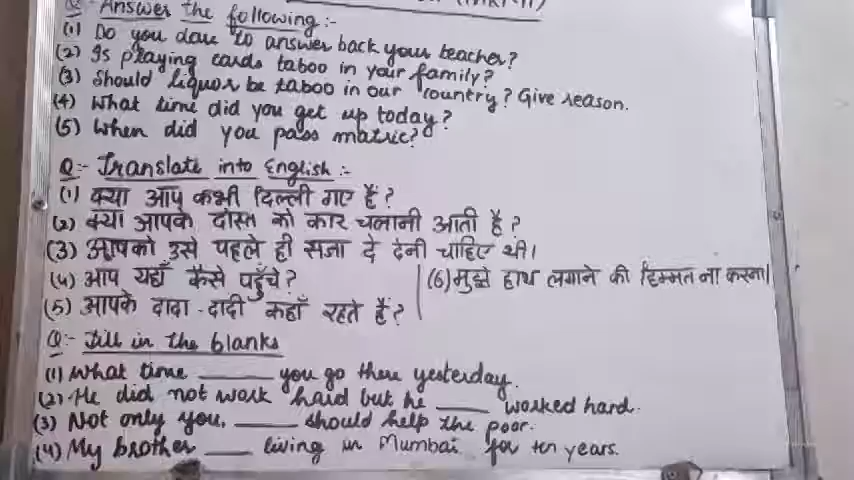 Q:- Answer the following:-
(1) Do you dare to answer back your teacher?
(2) Is playing cards taboo in your family?
(3) Should liquor be taboo in our country? Give reason.
(4) What time did you get up today?
(5) When did you pass matric?
Q:- Translate into English:-
(1) क्या आप कभी दिल्ली गए हैं?
(2) क्या आपके दोस्त को कार चलानी आती है?
(3) आपको उसे पहले ही सजा दे देनी चाहिए थी।
(4) आप यहाँ कैसे पहुँचे?
(6) मुझे हाथ लगाने की हिम्मत ना करना।
(5) आपके दादा-दादी कहाँ रहते हैं?
Q:- Fill in the blanks
(1) What time ____ you go there yesterday.
(2) He did not work hard but he ____ worked hard.
(3) Not only you, ____ should help the poor.
(4) My brother ____ living in Mumbai for ten years.